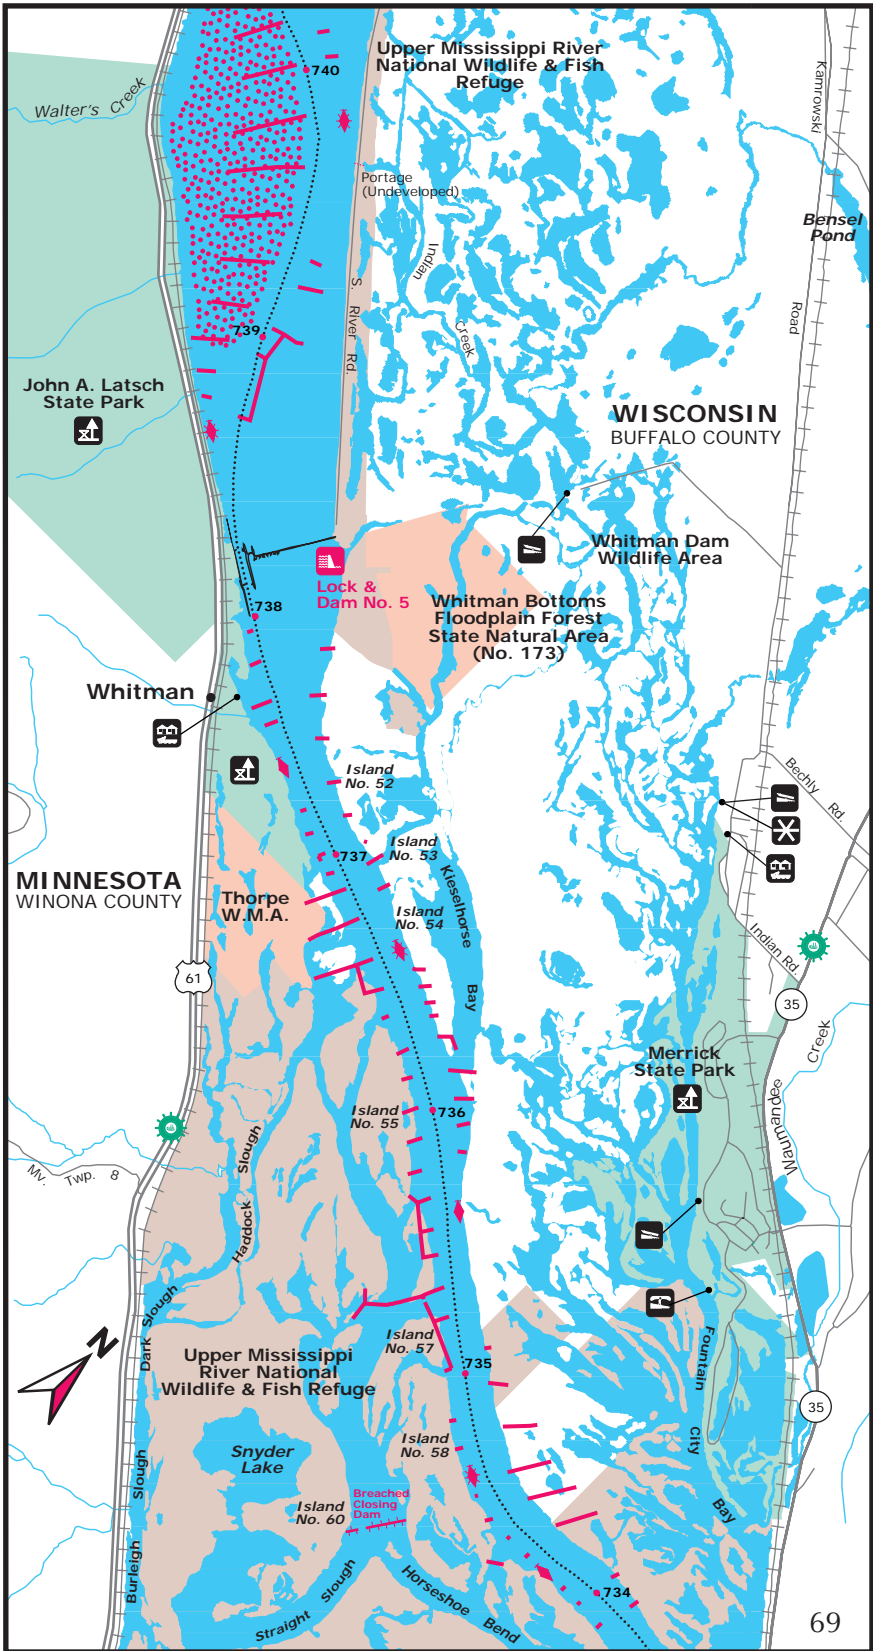 Upper Mississippi River
National Wildlife & Fish
Refuge
740
Walter's Creek
Kamrowski
Portage
(Undeveloped)
Bensel
Pond
Indian
Creek
S. River Rd.
Road
739
John A. Latsch
State Park
WISCONSIN
BUFFALO COUNTY
Whitman Dam
Wildlife Area
Lock &
Dam No. 5
738
Whitman Bottoms
Floodplain Forest
State Natural Area
(No. 173)
Whitman
Island
No. 52
Bechly Rd.
737
Island
No. 53
MINNESOTA
WINONA COUNTY
Thorpe
W.M.A.
Kieselhorse
Bay
Island
No. 54
Indian Rd.
61
35
Creek
Waumandee
Merrick
State Park
Island
No. 55
736
Mv. Twp. 8
Slough
Haddock
Slough
Dark
N
Island
No. 57
Upper Mississippi
River National
Wildlife & Fish Refuge
735
Fountain
City
Bay
35
Island
No. 58
Snyder
Lake
Slough
Burleigh
Breached
Closing
Dam
Island
No. 60
Straight Slough
Horseshoe Bend
734
69